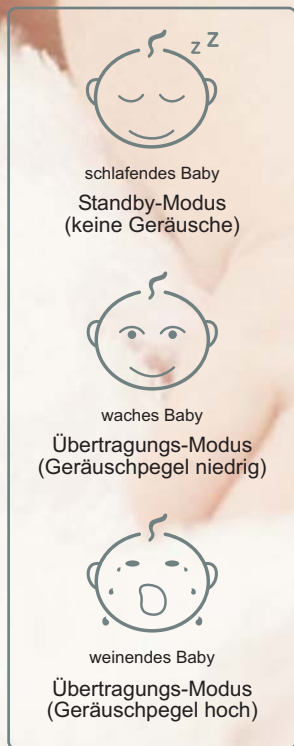 z z
schlafendes Baby
Standby-Modus
(keine Geräusche)
waches Baby
Übertragungs-Modus
(Geräuschpegel niedrig)
weinendes Baby
Übertragungs-Modus
(Geräuschpegel hoch)